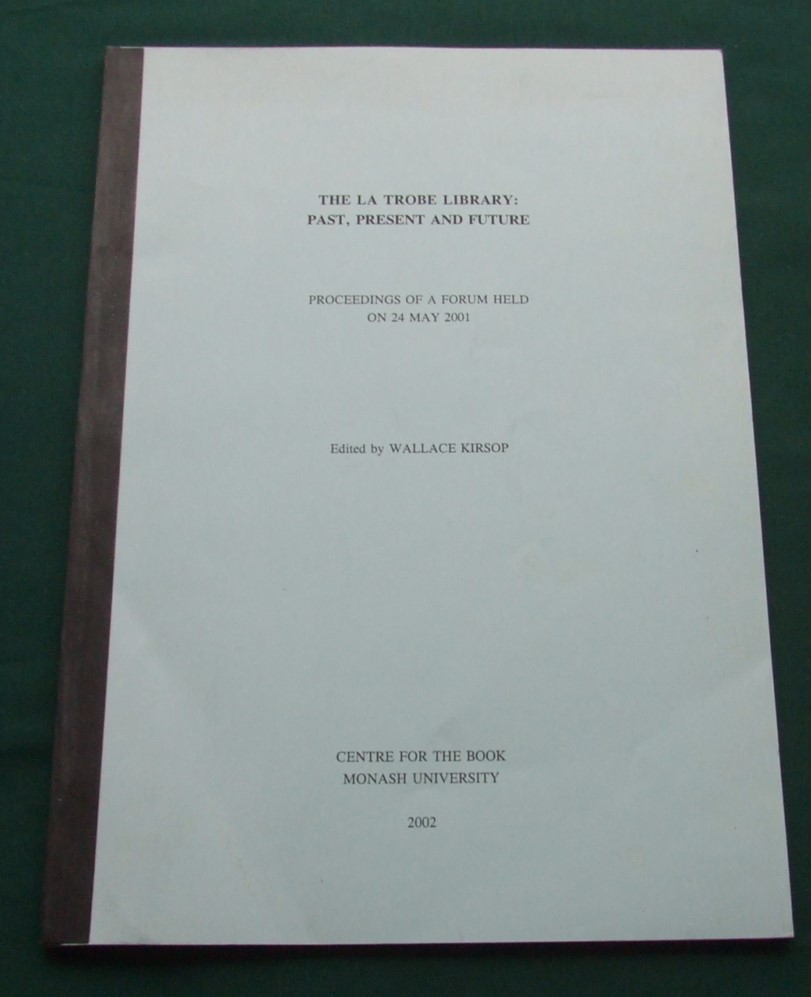 THE LA TROBE LIBRARY:
PAST, PRESENT AND FUTURE
PROCEEDINGS OF A FORUM HELD
ON 24 MAY 2001
Edited by WALLACE KIRSOP
CENTRE FOR THE BOOK
MONASH UNIVERSITY
2002